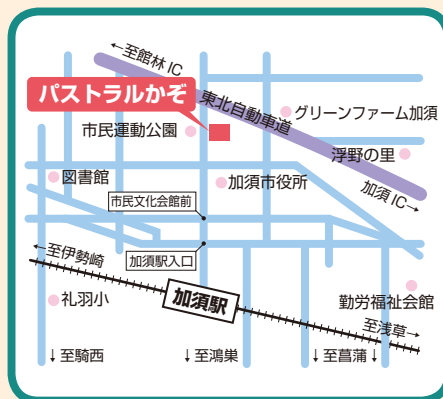 ←至館林IC
パストラルかぞ
東北自動車道
グリーンファーム加須
市民運動公園
浮野の里
図書館
加須市役所
加須IC→
市民文化会館前
←至伊勢崎
加須駅入口
加須駅
礼羽小
勤労福祉会館
至浅草→
↓至騎西
↓至鴻巣
↓至菖蒲↓